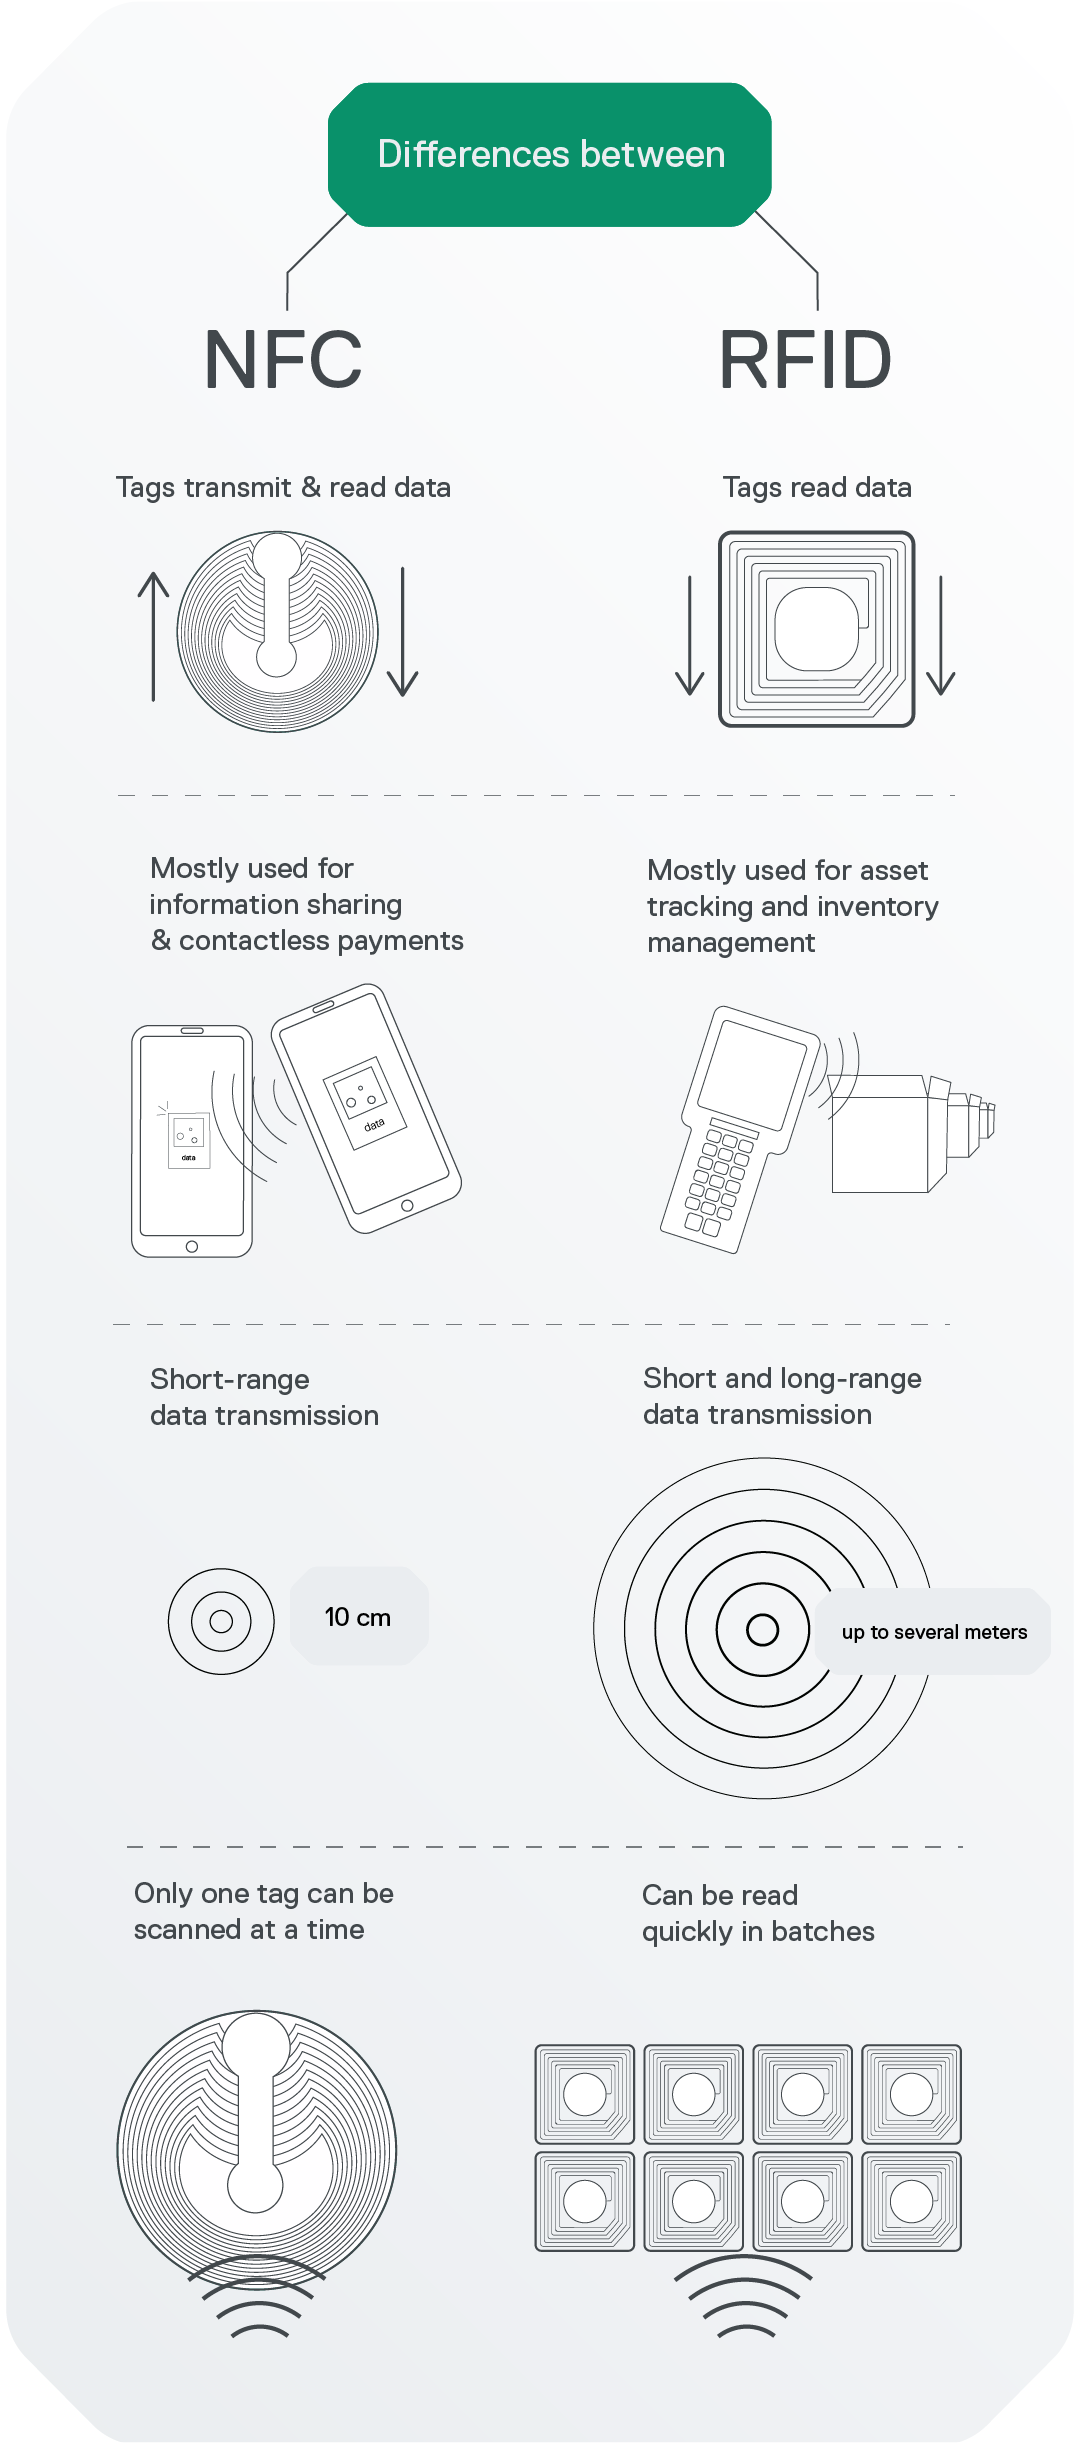 Differences between
NFC
RFID
Tags transmit & read data
Tags read data
Mostly used for
information sharing
& contactless payments
Mostly used for asset
tracking and inventory
management
data
data
Short-range
data transmission
Short and long-range
data transmission
10 cm
up to several meters
Only one tag can be
scanned at a time
Can be read
quickly in batches